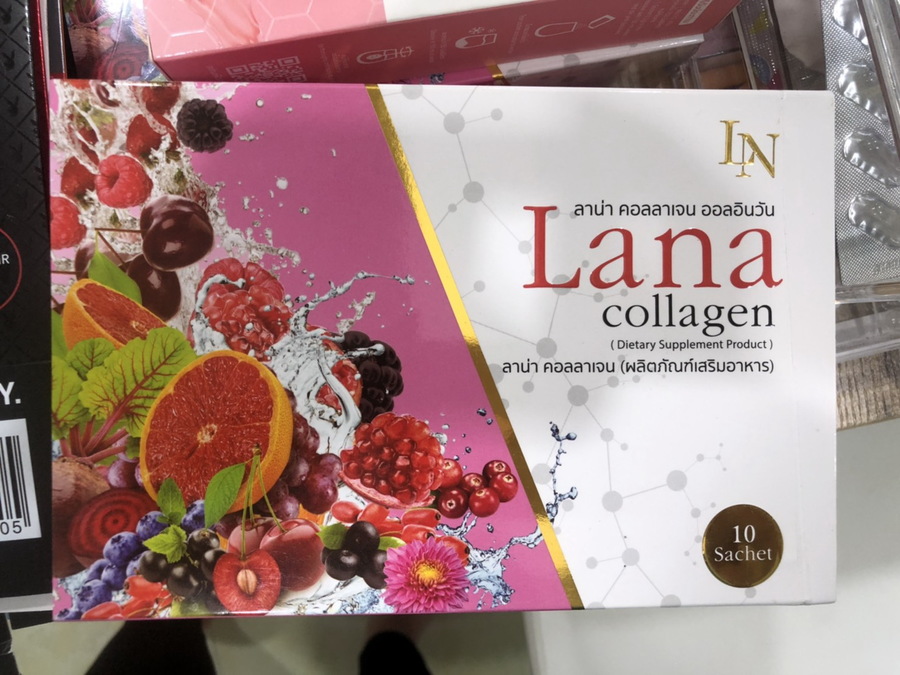 LN
ลาน่า คอลลาเจน ออลอินวัน
Lana
collagen
( Dietary Supplement Product )
ลาน่า คอลลาเจน (ผลิตภัณฑ์เสริมอาหาร)
10
Sachet
R
Y.
05